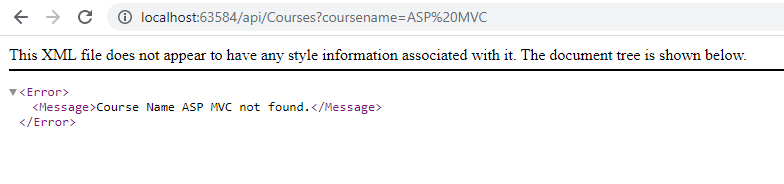 localhost:63584/api/Courses?coursename=ASP%20MVC
This XML file does not appear to have any style information associated with it. The document tree is shown below.
▼<Error>
<Message>Course Name ASP MVC not found.</Message>
</Error>